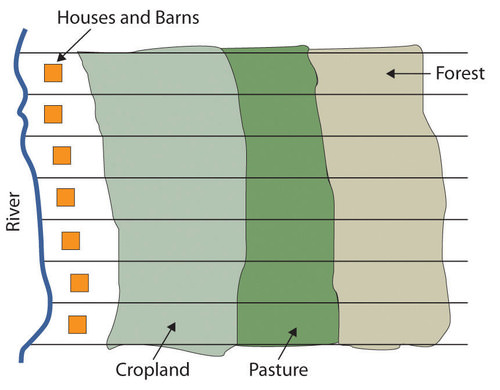 Houses and Barns
Forest
River
Cropland
Pasture